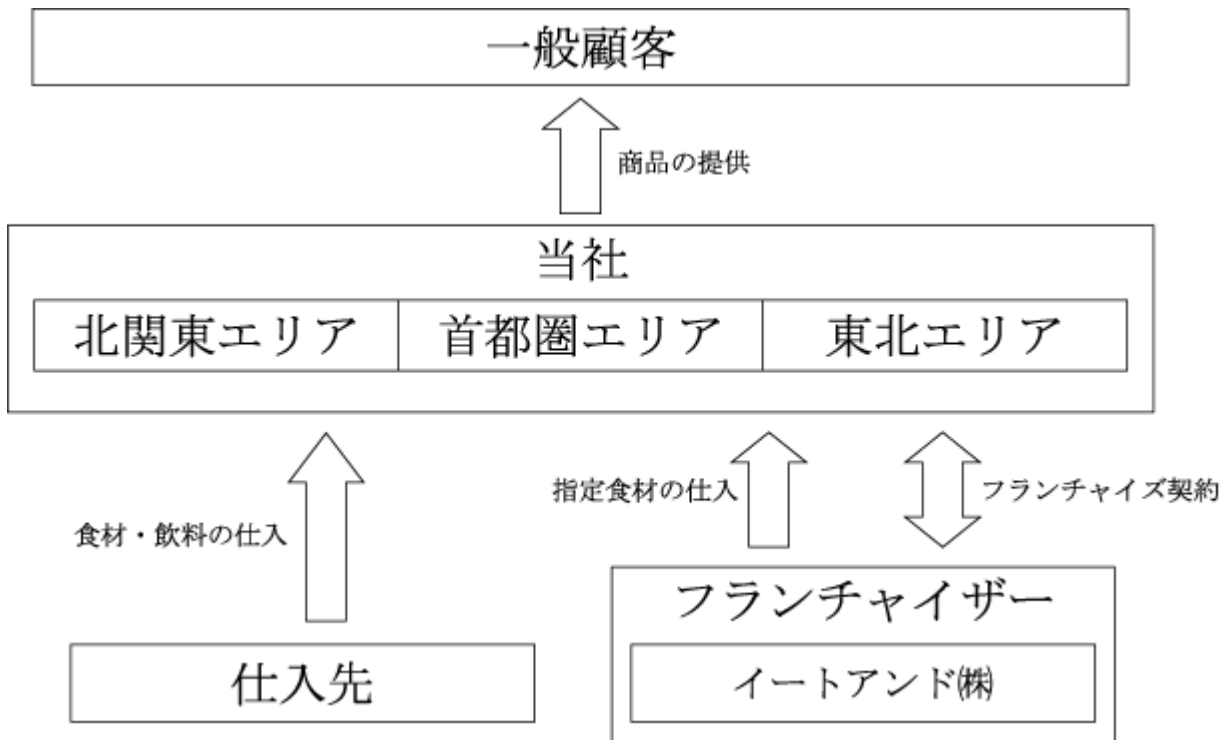 一般顧客
商品の提供
当社
北関東エリア
首都圏エリア
東北エリア
食材・飲料の仕入
指定食材の仕入
フランチャイズ契約
仕入先
フランチャイザー
イートアンド㈱